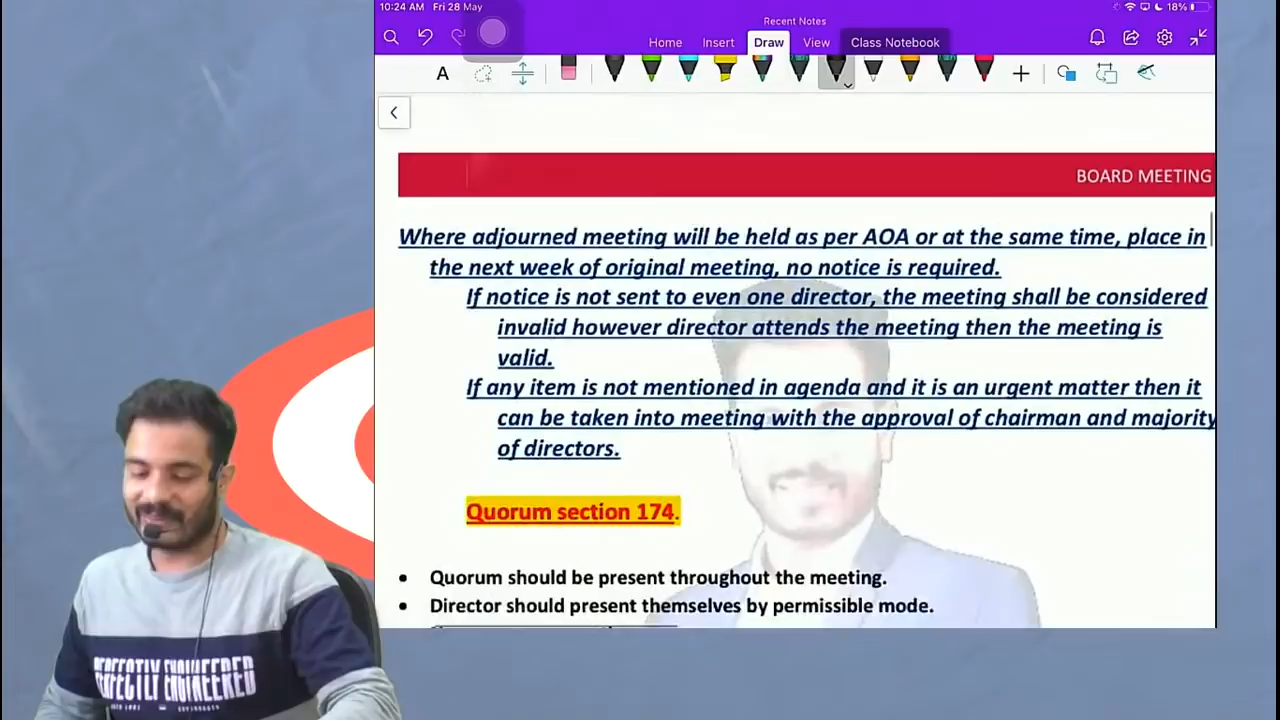 10:24 AM Fri 28 May
18%
Recent Notes
Home Insert Draw View Class Notebook
A
BOARD MEETING
Where adjourned meeting will be held as per AOA or at the same time, place in
the next week of original meeting, no notice is required.
If notice is not sent to even one director, the meeting shall be considered
invalid however director attends the meeting then the meeting is
valid.
If any item is not mentioned in agenda and it is an urgent matter then it
can be taken into meeting with the approval of chairman and majority
of directors.
Quorum section 174.
• Quorum should be present throughout the meeting.
• Director should present themselves by permissible mode.
PERFECTLY ENGINEERED